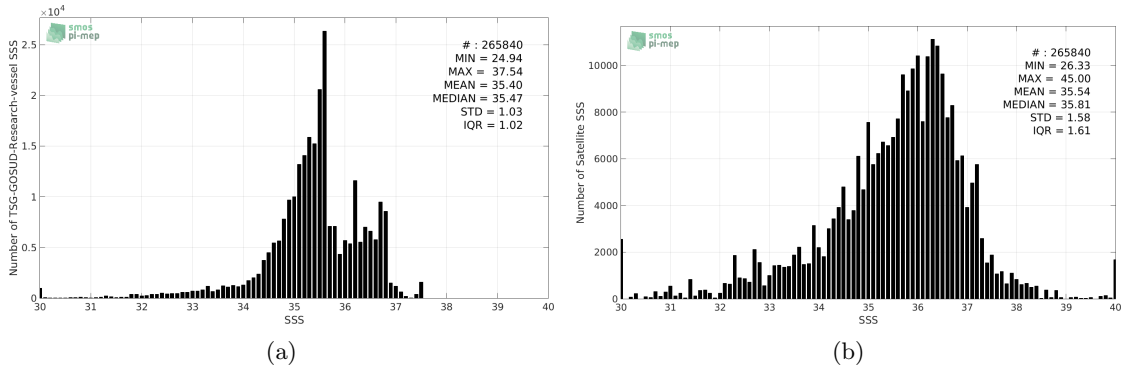 ×10⁴
smos
pi-mep
# : 265840
MIN = 24.94
MAX = 37.54
MEAN = 35.40
MEDIAN = 35.47
STD = 1.03
IQR = 1.02
Number of TSG-GOSUD-Research-vessel SSS
2.5
2
1.5
1
0.5
0
30 31 32 33 34 35 36 37 38 39 40
SSS
(a)
smos
pi-mep
# : 265840
MIN = 26.33
MAX = 45.00
MEAN = 35.54
MEDIAN = 35.81
STD = 1.58
IQR = 1.61
Number of Satellite SSS
10000
8000
6000
4000
2000
0
30 31 32 33 34 35 36 37 38 39 40
SSS
(b)